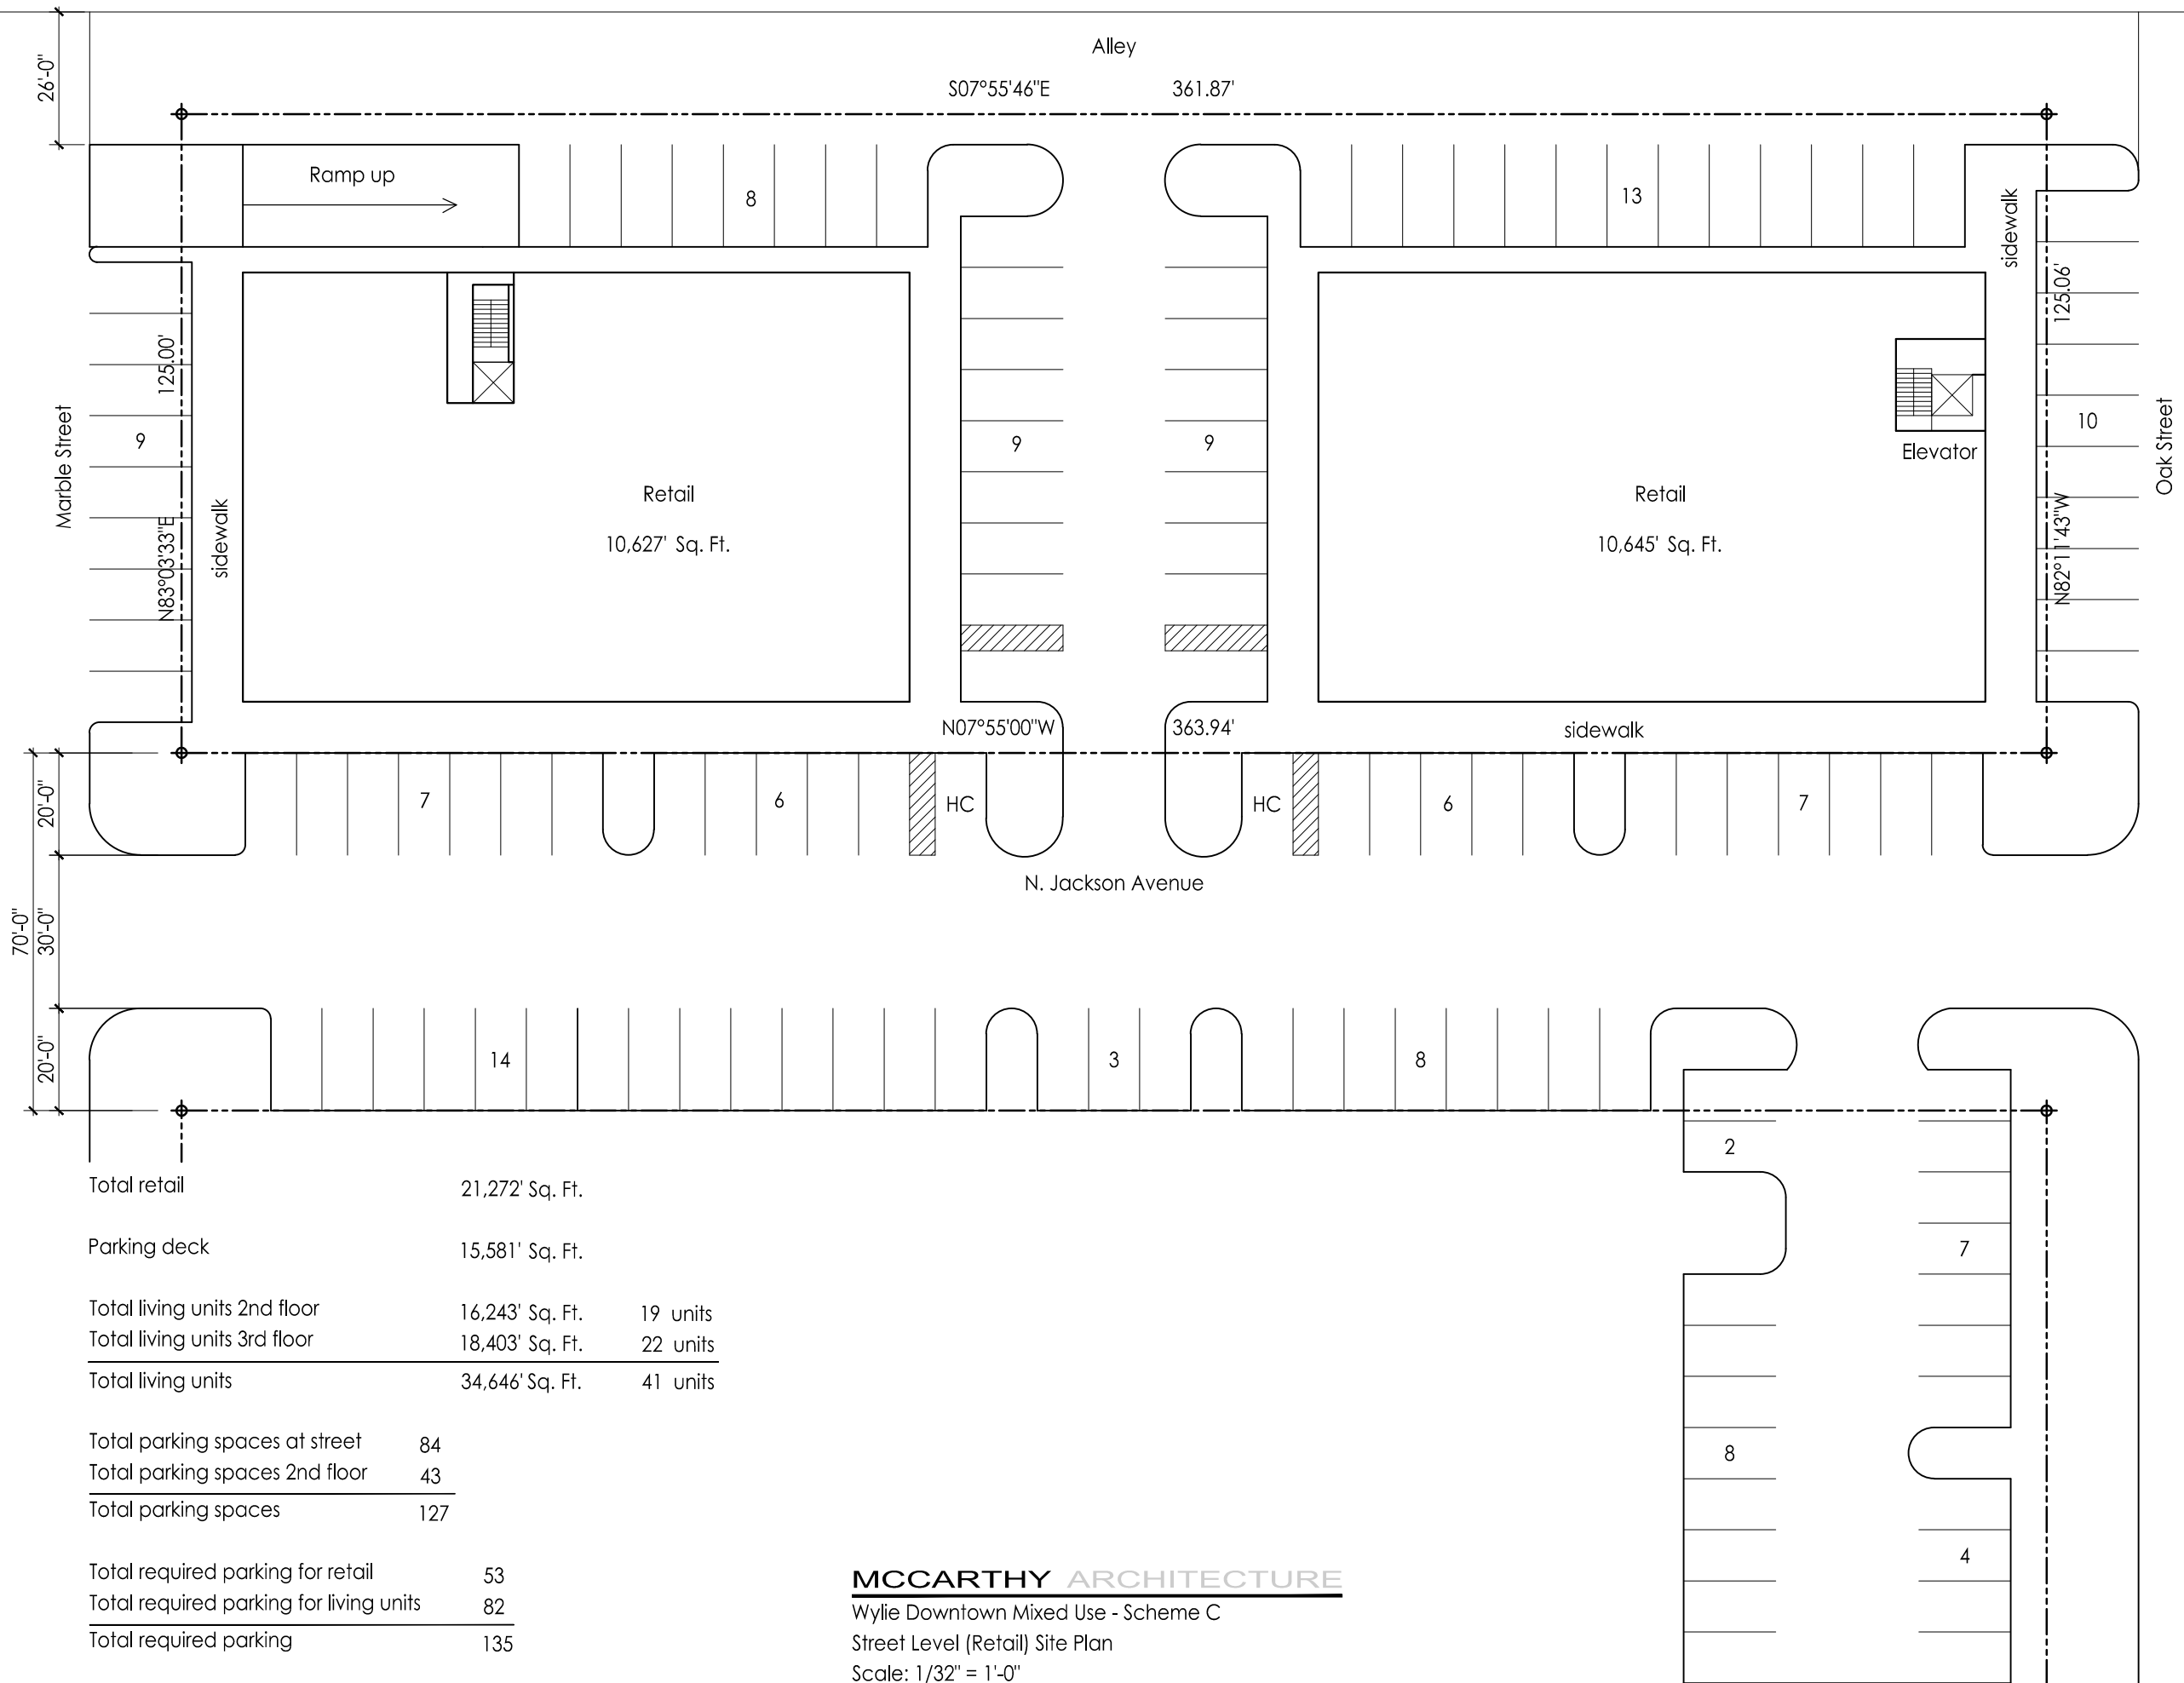 Alley
26'-0"
S07°55'46"E 361.87'
Ramp up
8
13
sidewalk
125.00'
125.06'
Marble Street
9
9
9
10
Oak Street
Elevator
Retail
10,627' Sq. Ft.
Retail
10,645' Sq. Ft.
sidewalk
N83°03'33"E
N82°11'43"W
N07°55'00"W 363.94'
sidewalk
20'-0"
7
6
HC
HC
6
7
N. Jackson Avenue
70'-0"
30'-0"
20'-0"
14
3
8
2
7
8
4
Total retail 21,272' Sq. Ft.
Parking deck 15,581' Sq. Ft.
Total living units 2nd floor 16,243' Sq. Ft. 19 units
Total living units 3rd floor 18,403' Sq. Ft. 22 units
Total living units 34,646' Sq. Ft. 41 units
Total parking spaces at street 84
Total parking spaces 2nd floor 43
Total parking spaces 127
Total required parking for retail 53
Total required parking for living units 82
Total required parking 135
MCCARTHY ARCHITECTURE
Wylie Downtown Mixed Use - Scheme C
Street Level (Retail) Site Plan
Scale: 1/32" = 1'-0"